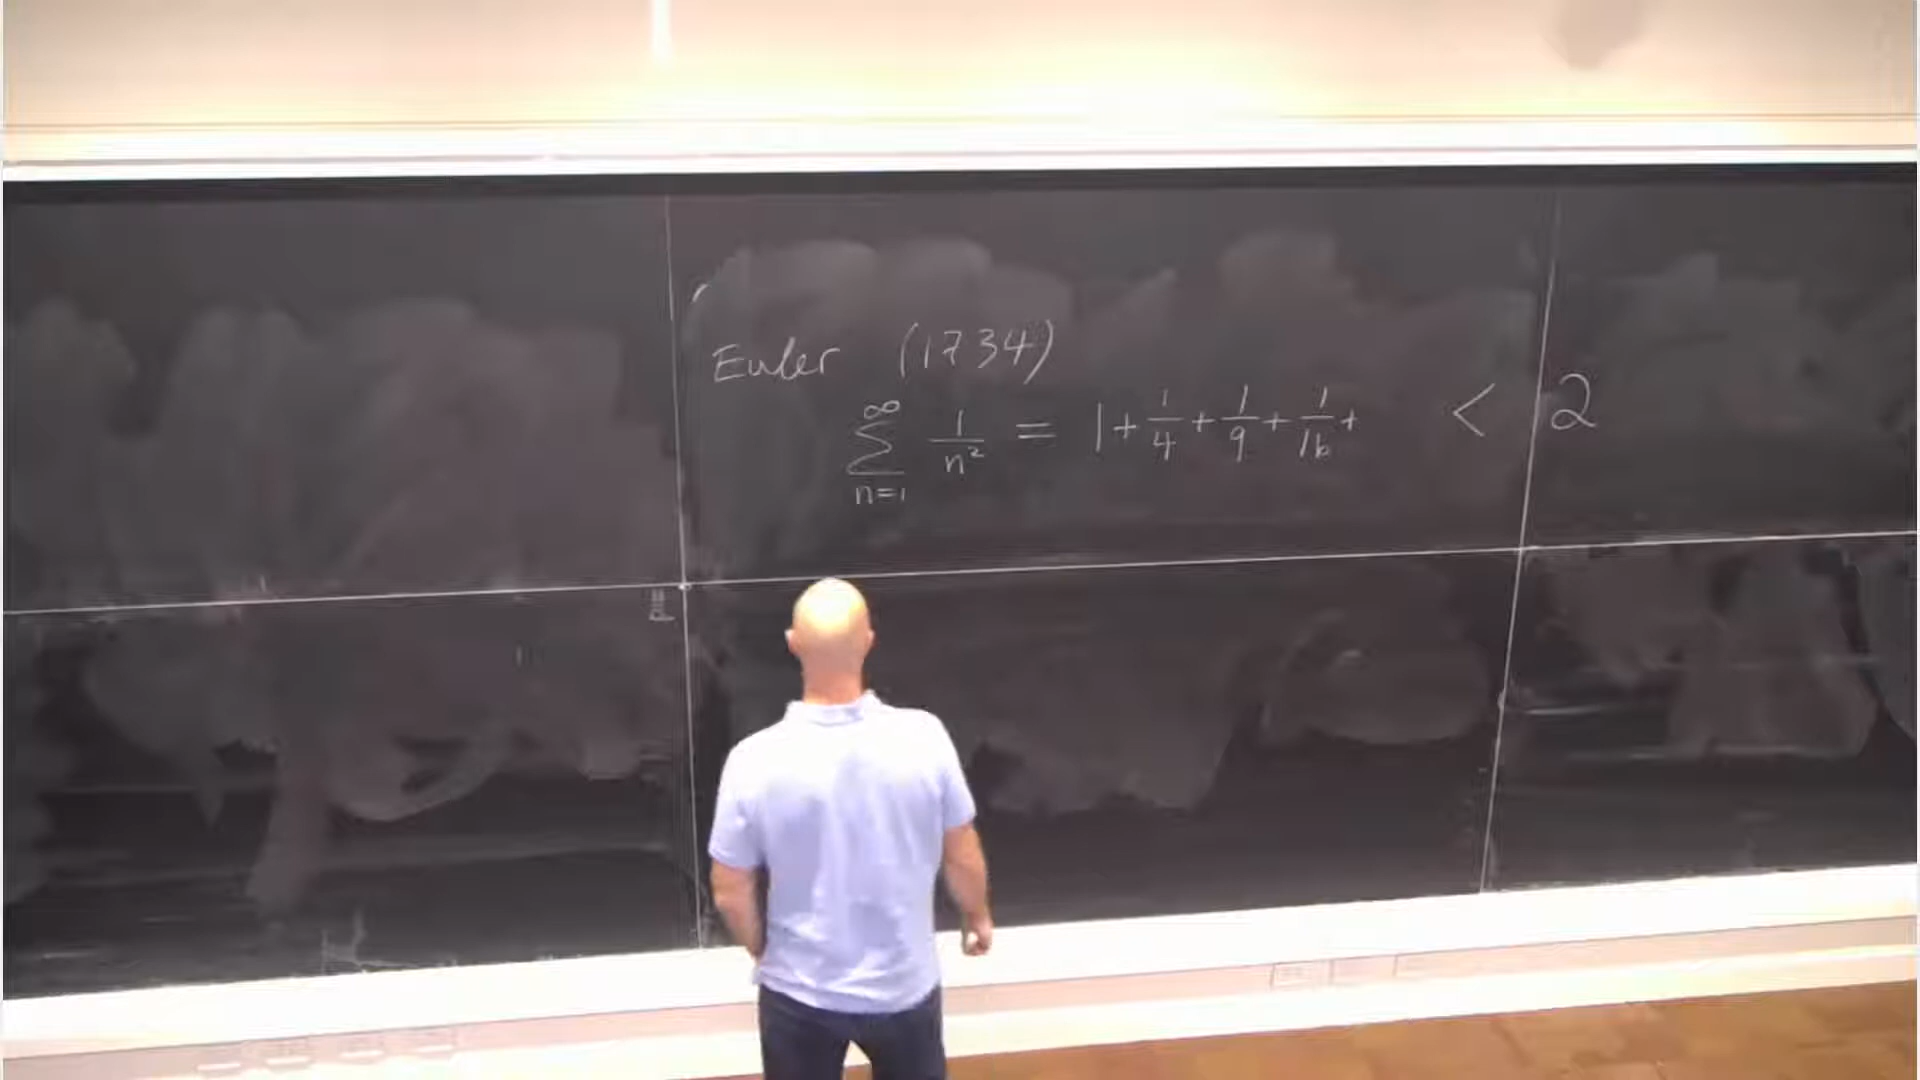 Euler (1734)
∞
∑ 1/n² = 1 + 1/4 + 1/9 + 1/16 + < 2
n=1